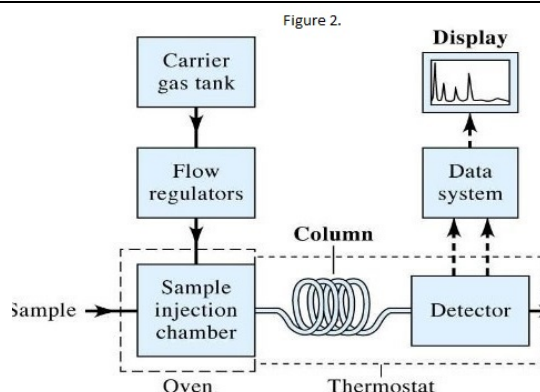 Figure 2.
Display
Carrier
gas tank
Flow
regulators
Data
system
Column
Sample
Sample
injection
chamber
Detector
Oven
Thermostat